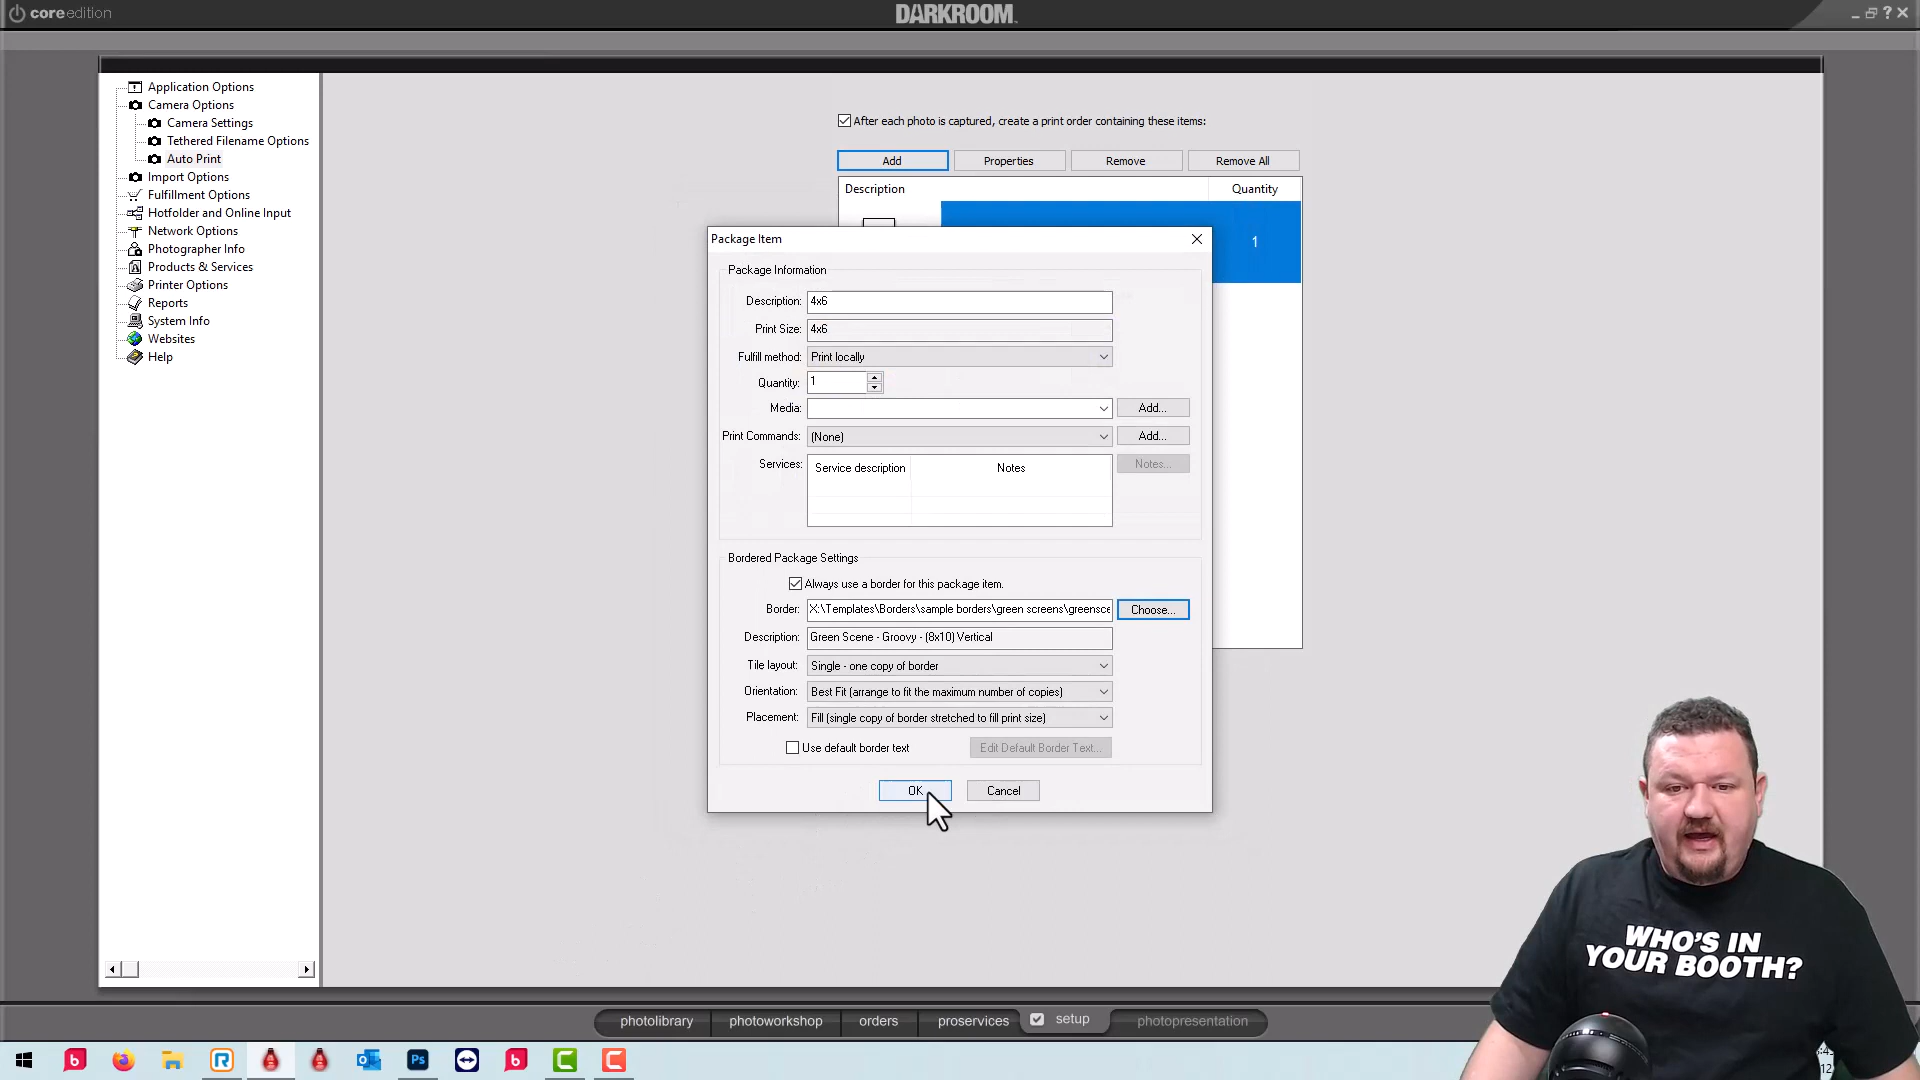 coreedition
DARKROOM
Application Options
Camera Options
Camera Settings
Tethered Filename Options
Auto Print
Import Options
Fulfillment Options
Hotfolder and Online Input
Network Options
Photographer Info
Products & Services
Printer Options
Reports
System Info
Websites
Help
After each photo is captured, create a print order containing these items:
Add Properties Remove Remove All
Description Quantity
1
Package Item
Package Information
Description: 4x6
Print Size: 4x6
Fulfill method: Print locally
Quantity: 1
Media: Add...
Print Commands: (None) Add...
Services: Service description Notes Notes...
Bordered Package Settings
Always use a border for this package item.
Border: X:\Templates\Borders\sample borders\green screens\greensce Choose...
Description: Green Scene - Groovy - (8x10) Vertical
Tile layout: Single - one copy of border
Orientation: Best Fit (arrange to fit the maximum number of copies)
Placement: Fill (single copy of border stretched to fill print size)
Use default border text Edit Default Border Text...
OK Cancel
WHO'S IN
YOUR BOOTH?
photolibrary photoworkshop orders proservices setup photopresentation
b R Ps b C C